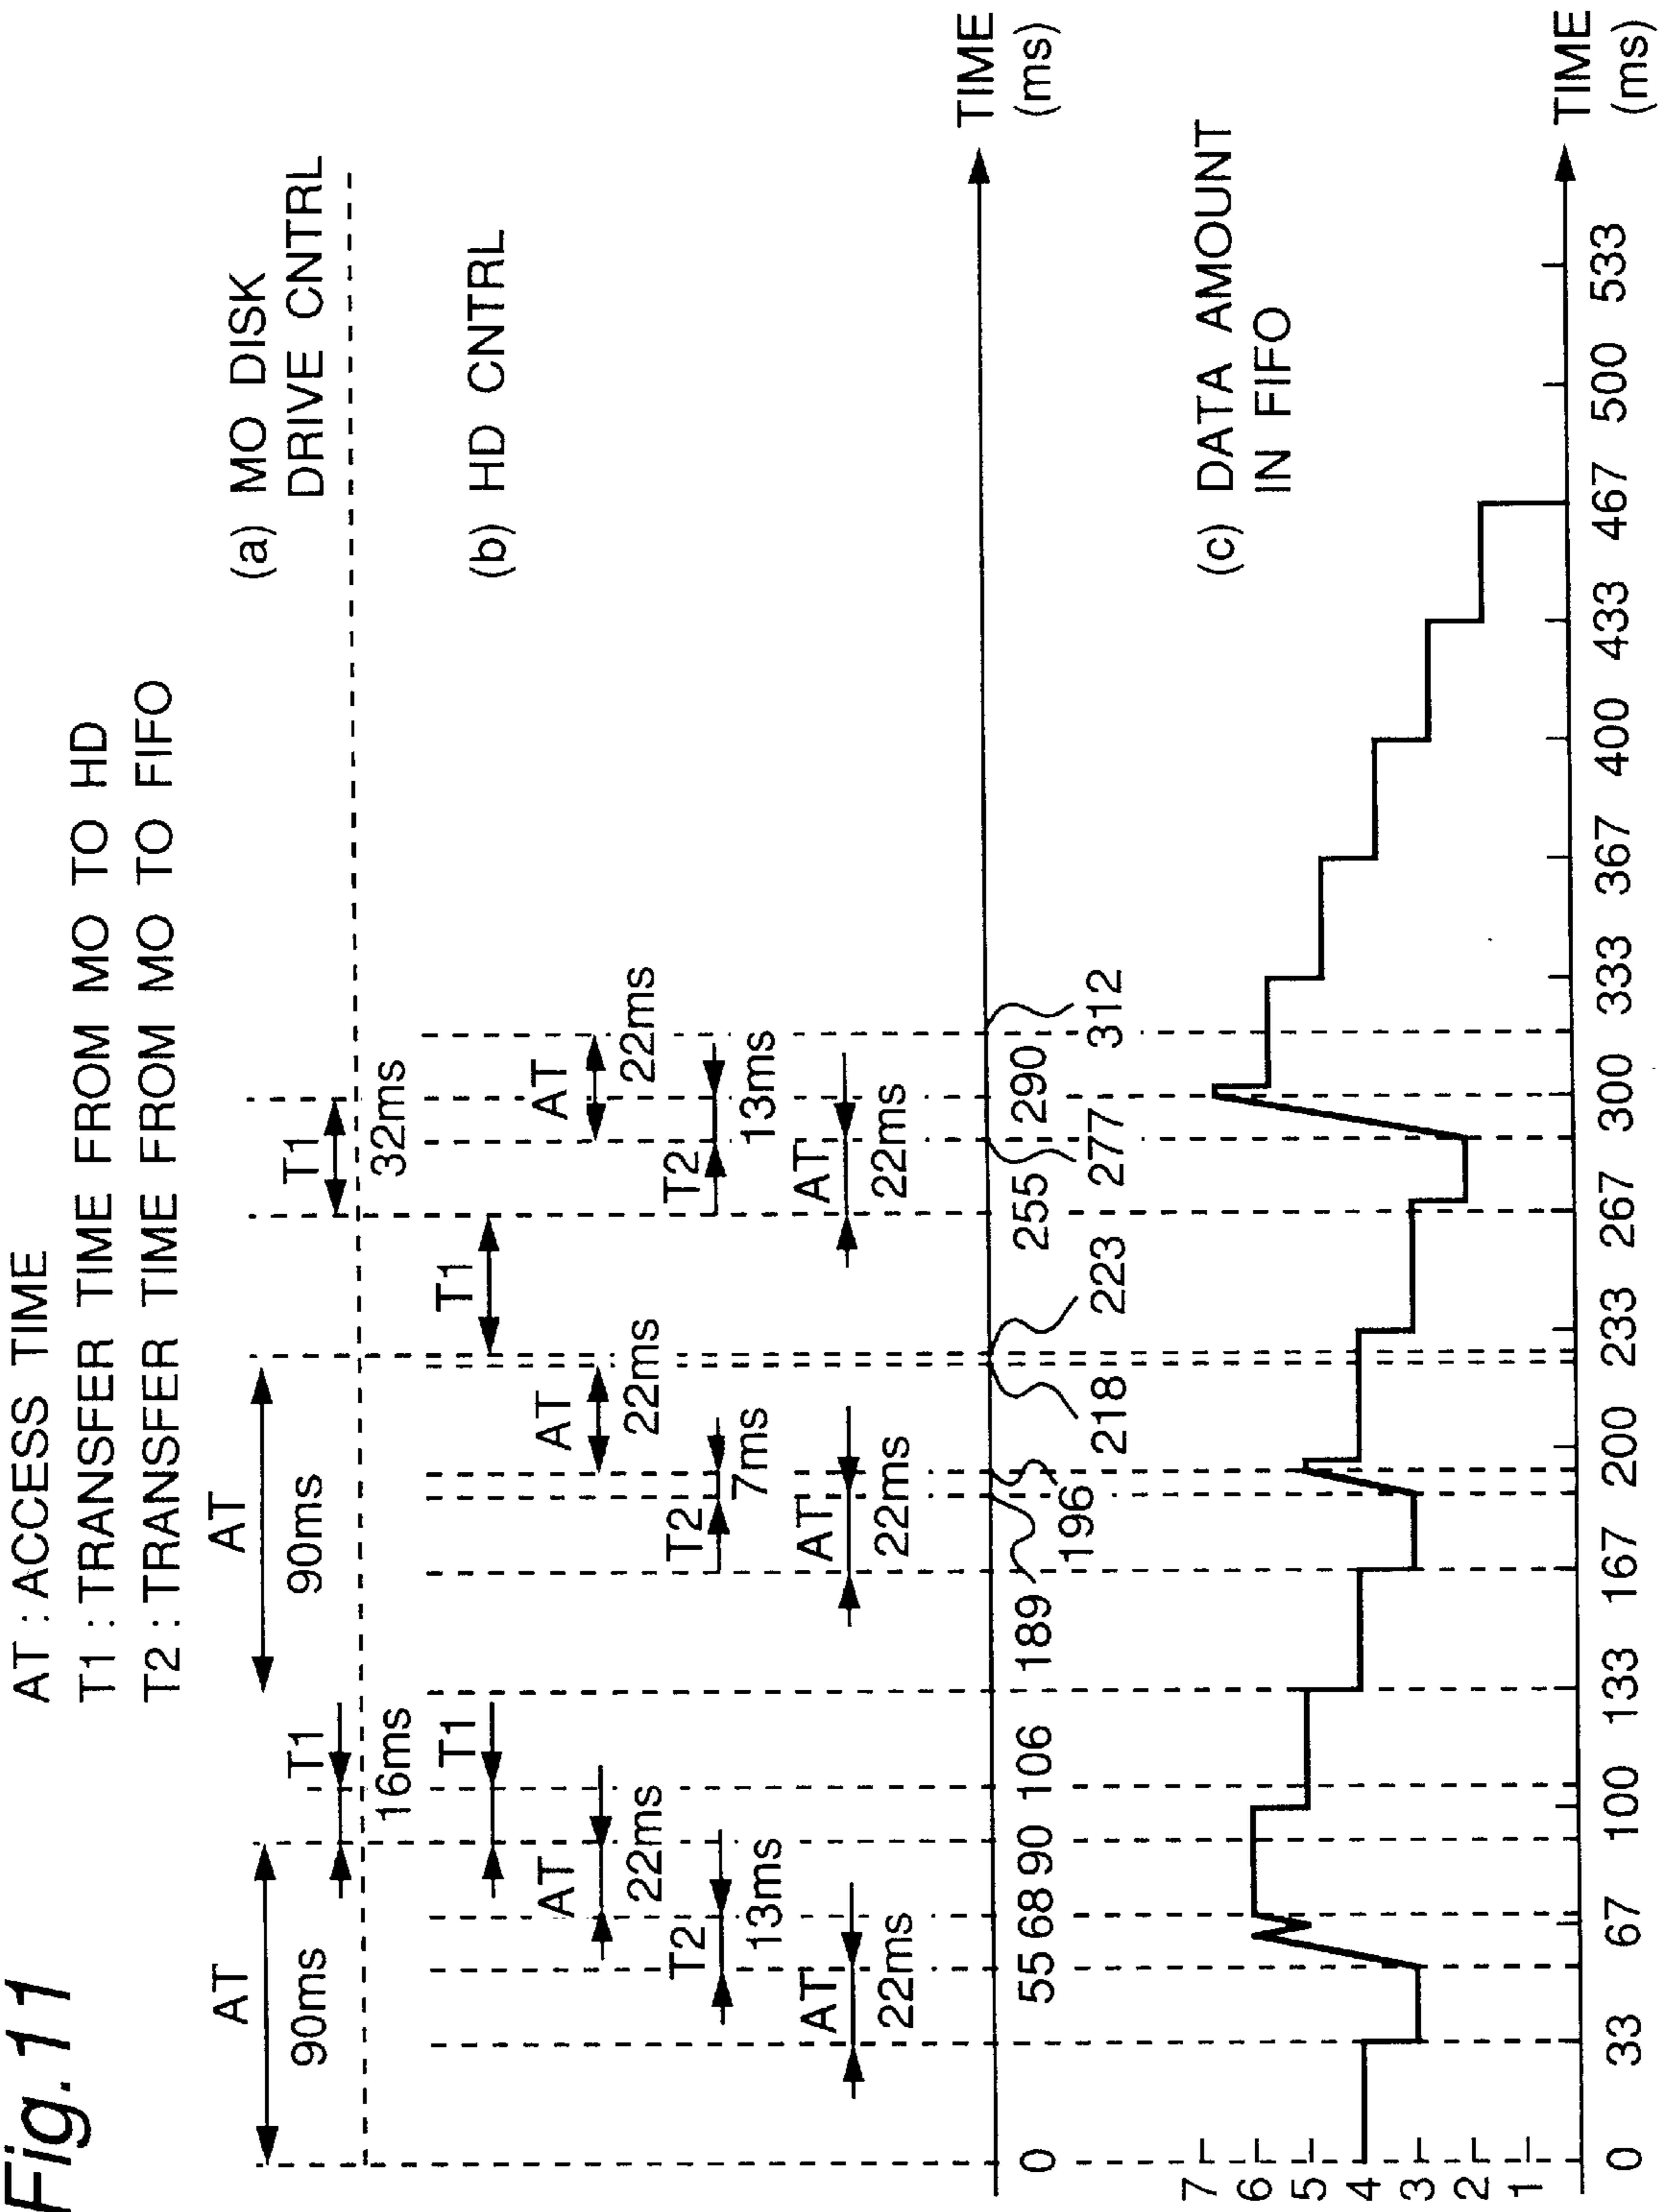 Fig. 11
AT : ACCESS TIME
T1 : TRANSFER TIME FROM MO TO HD
T2 : TRANSFER TIME FROM MO TO FIFO
(a) MO DISK
DRIVE CNTRL
AT
90ms
T1
16ms
AT
90ms
T1
32ms
(b) HD CNTRL
T1
T1
AT
22ms
AT
22ms
AT
22ms
T2
13ms
T2
7ms
T2
13ms
AT
22ms
AT
22ms
AT
22ms
TIME
(ms)
0
55
68
90
106
189
196
218
223
255
277
290
312
(c) DATA AMOUNT
IN FIFO
7
6
5
4
3
2
1
0
33
67
100
133
167
200
233
267
300
333
367
400
433
467
500
533
TIME
(ms)